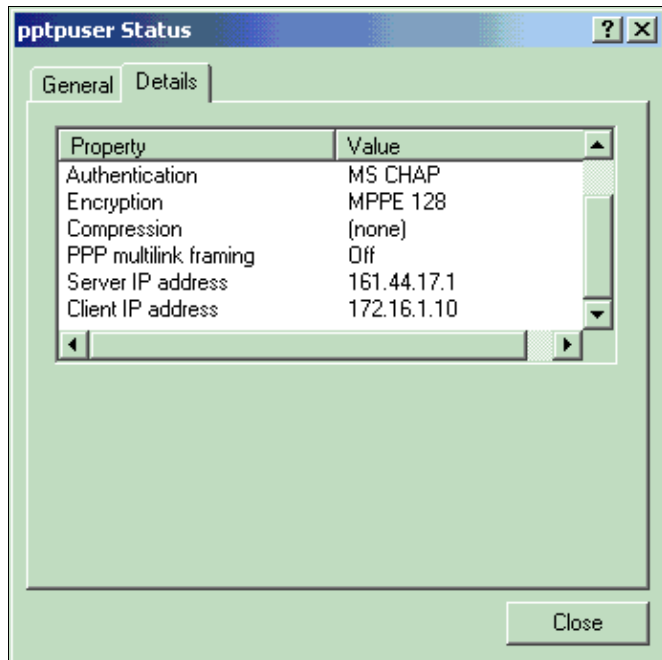 pptpuser Status
General Details
Property Value
Authentication MS CHAP
Encryption MPPE 128
Compression (none)
PPP multilink framing Off
Server IP address 161.44.17.1
Client IP address 172.16.1.10
Close